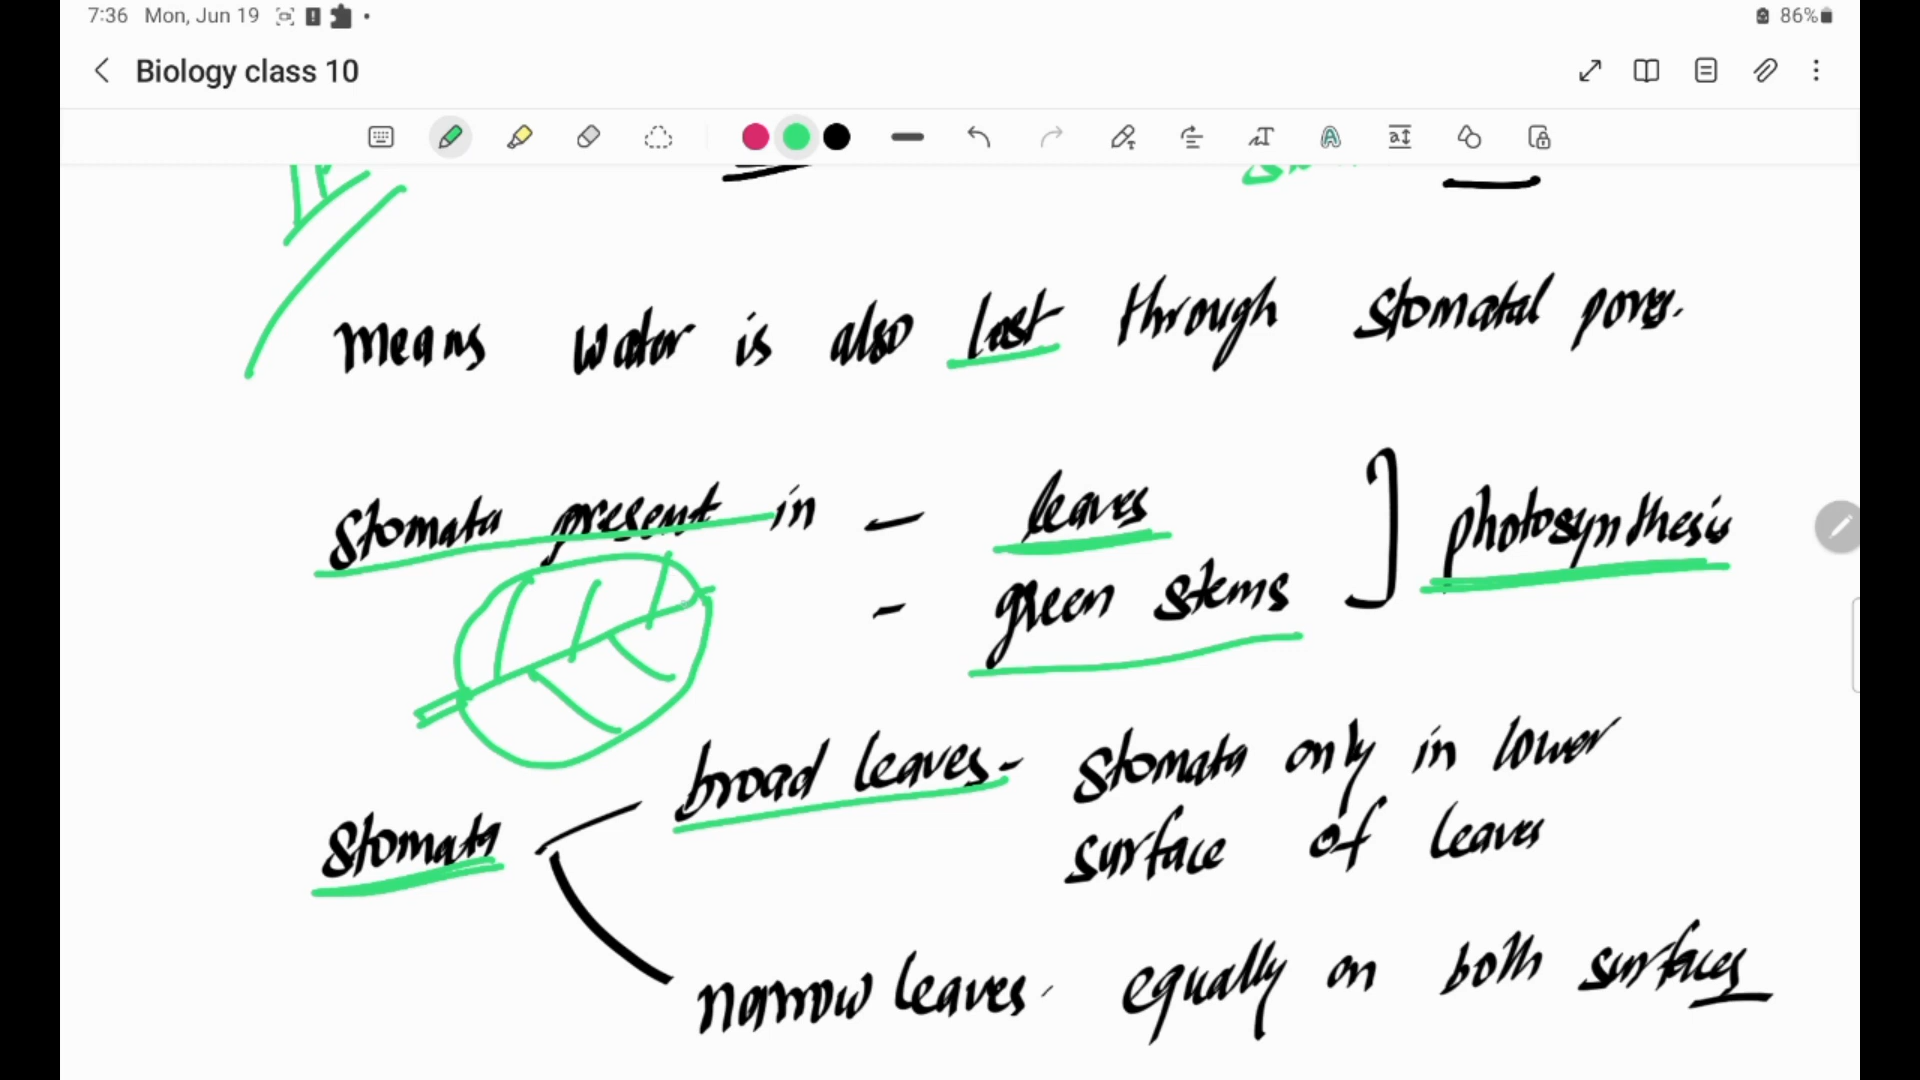 7:36 Mon, Jun 19
86%
Biology class 10
means water is also lost through stomatal pores.
Stomata present in - leaves
- green stems ] photosynthesis
Stomata
broad leaves - Stomata only in lower
surface of leaves
narrow leaves - equally on both surfaces